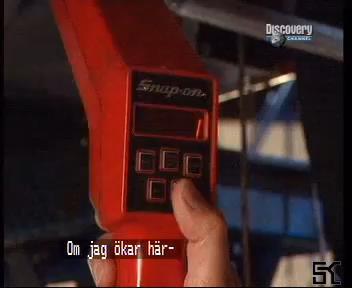 Discovery
CHANNEL
Snap-on
Om jag ökar här-
5K